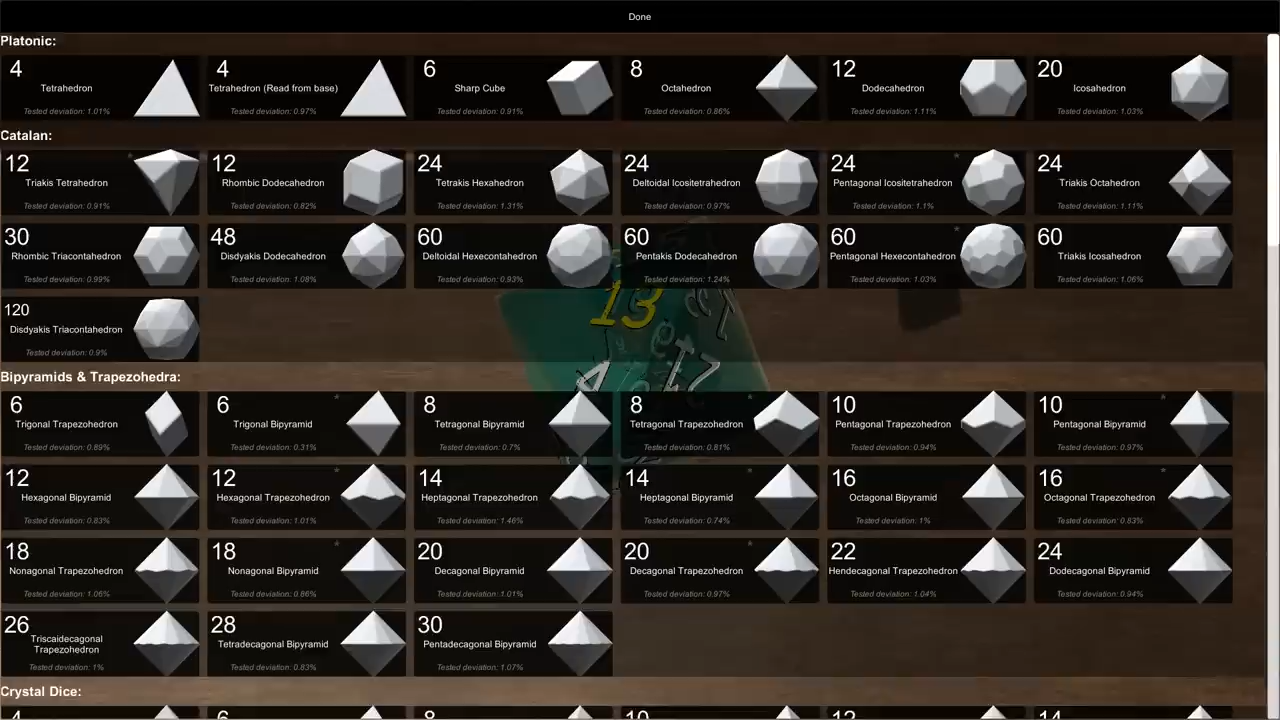 Done
Platonic:
4
Tetrahedron
Tested deviation: 1.01%
4
Tetrahedron (Read from base)
Tested deviation: 0.97%
6
Sharp Cube
Tested deviation: 0.91%
8
Octahedron
Tested deviation: 0.86%
12
Dodecahedron
Tested deviation: 1.11%
20
Icosahedron
Tested deviation: 1.03%
Catalan:
12
*
Triakis Tetrahedron
Tested deviation: 0.91%
12
Rhombic Dodecahedron
Tested deviation: 0.82%
24
Tetrakis Hexahedron
Tested deviation: 1.31%
24
Deltoidal Icositetrahedron
Tested deviation: 0.97%
24
*
Pentagonal Icositetrahedron
Tested deviation: 1.1%
24
Triakis Octahedron
Tested deviation: 1.11%
30
Rhombic Triacontahedron
Tested deviation: 0.99%
48
Disdyakis Dodecahedron
Tested deviation: 1.08%
60
Deltoidal Hexecontahedron
Tested deviation: 0.93%
60
Pentakis Dodecahedron
Tested deviation: 1.24%
60
*
Pentagonal Hexecontahedron
Tested deviation: 1.03%
60
Triakis Icosahedron
Tested deviation: 1.06%
120
Disdyakis Triacontahedron
Tested deviation: 0.9%
13
Bipyramids & Trapezohedra:
6
Trigonal Trapezohedron
Tested deviation: 0.89%
6
*
Trigonal Bipyramid
Tested deviation: 0.31%
8
Tetragonal Bipyramid
Tested deviation: 0.7%
8
*
Tetragonal Trapezohedron
Tested deviation: 0.81%
10
Pentagonal Trapezohedron
Tested deviation: 0.94%
10
*
Pentagonal Bipyramid
Tested deviation: 0.97%
12
Hexagonal Bipyramid
Tested deviation: 0.83%
12
*
Hexagonal Trapezohedron
Tested deviation: 1.01%
14
Heptagonal Trapezohedron
Tested deviation: 1.46%
14
*
Heptagonal Bipyramid
Tested deviation: 0.74%
16
Octagonal Bipyramid
Tested deviation: 1%
16
*
Octagonal Trapezohedron
Tested deviation: 0.83%
18
Nonagonal Trapezohedron
Tested deviation: 1.06%
18
*
Nonagonal Bipyramid
Tested deviation: 0.86%
20
Decagonal Bipyramid
Tested deviation: 1.01%
20
*
Decagonal Trapezohedron
Tested deviation: 0.97%
22
Hendecagonal Trapezohedron
Tested deviation: 1.04%
24
Dodecagonal Bipyramid
Tested deviation: 0.94%
26
Triscaidecagonal
Trapezohedron
Tested deviation: 1%
28
Tetradecagonal Bipyramid
Tested deviation: 0.83%
30
Pentadecagonal Bipyramid
Tested deviation: 1.07%
Crystal Dice:
4
6
8
10
12
14